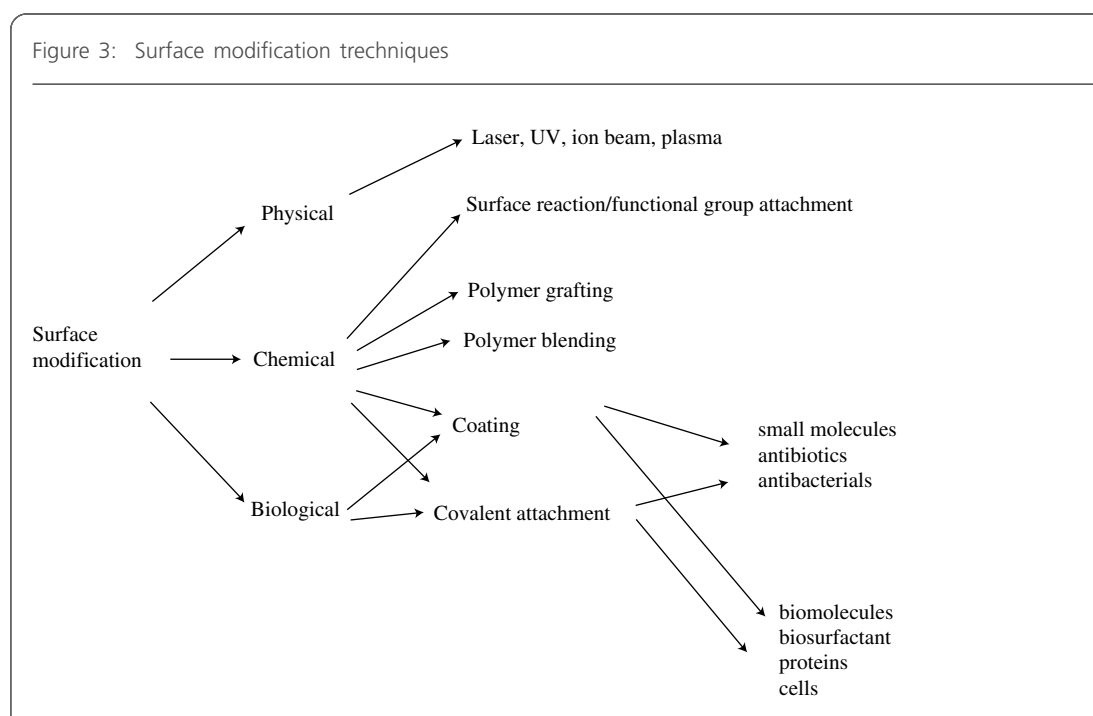 Figure 3: Surface modification trechniques
Laser, UV, ion beam, plasma
Physical
Surface reaction/functional group attachment
Polymer grafting
Surface
modification
Chemical
Polymer blending
Coating
small molecules
antibiotics
antibacterials
Biological
Covalent attachment
biomolecules
biosurfactant
proteins
cells